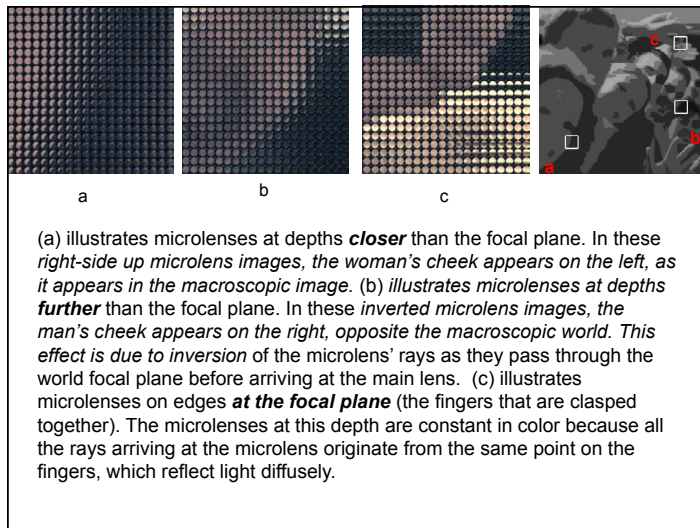 c
b
a
a
b
c
(a) illustrates microlenses at depths closer than the focal plane. In these
right-side up microlens images, the woman's cheek appears on the left, as
it appears in the macroscopic image. (b) illustrates microlenses at depths
further than the focal plane. In these inverted microlens images, the
man's cheek appears on the right, opposite the macroscopic world. This
effect is due to inversion of the microlens' rays as they pass through the
world focal plane before arriving at the main lens. (c) illustrates
microlenses on edges at the focal plane (the fingers that are clasped
together). The microlenses at this depth are constant in color because all
the rays arriving at the microlens originate from the same point on the
fingers, which reflect light diffusely.